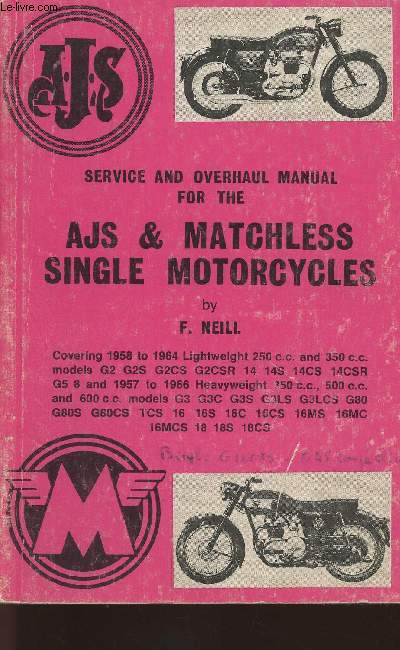 Le-livre.com
AJS
SERVICE AND OVERHAUL MANUAL
FOR THE
AJS & MATCHLESS
SINGLE MOTORCYCLES
by
F. NEILL
Covering 1958 to 1964 Lightweight 250 c.c. and 350 c.c.
models G2 G2S G2CS G2CSR 14 14S 14CS 14CSR
G5 8 and 1957 to 1966 Heavyweight 350 c.c., 500 c.c.
and 600 c.c. models G3 G3C G3S G3LS G3LCS G80
G80S G80CS TCS 16 16S 16C 16CS 16MS 16MC
16MCS 18 18S 18CS
M